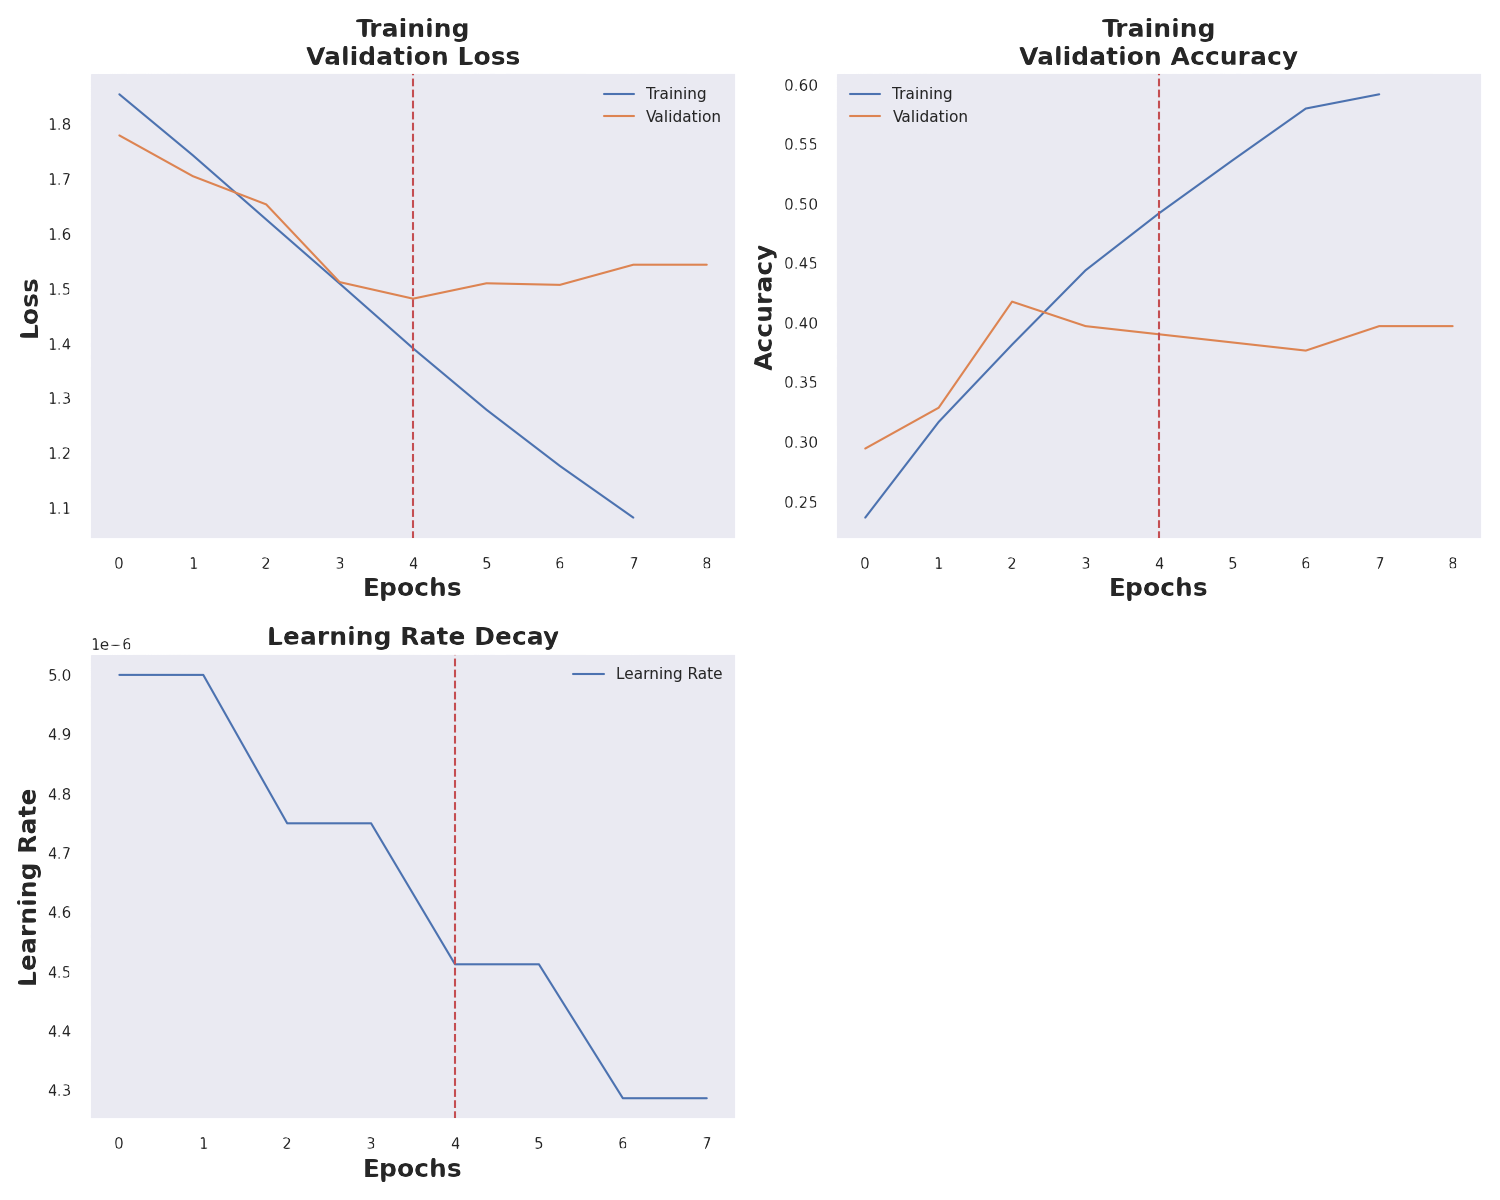 Training
Validation Loss
Training
Validation
1.8
1.7
1.6
1.5
1.4
1.3
1.2
1.1
Loss
0 1 2 3 4 5 6 7 8
Epochs
Training
Validation Accuracy
Training
Validation
0.60
0.55
0.50
0.45
0.40
0.35
0.30
0.25
Accuracy
0 1 2 3 4 5 6 7 8
Epochs
Learning Rate Decay
1e−6
Learning Rate
5.0
4.9
4.8
4.7
4.6
4.5
4.4
4.3
Learning Rate
0 1 2 3 4 5 6 7
Epochs